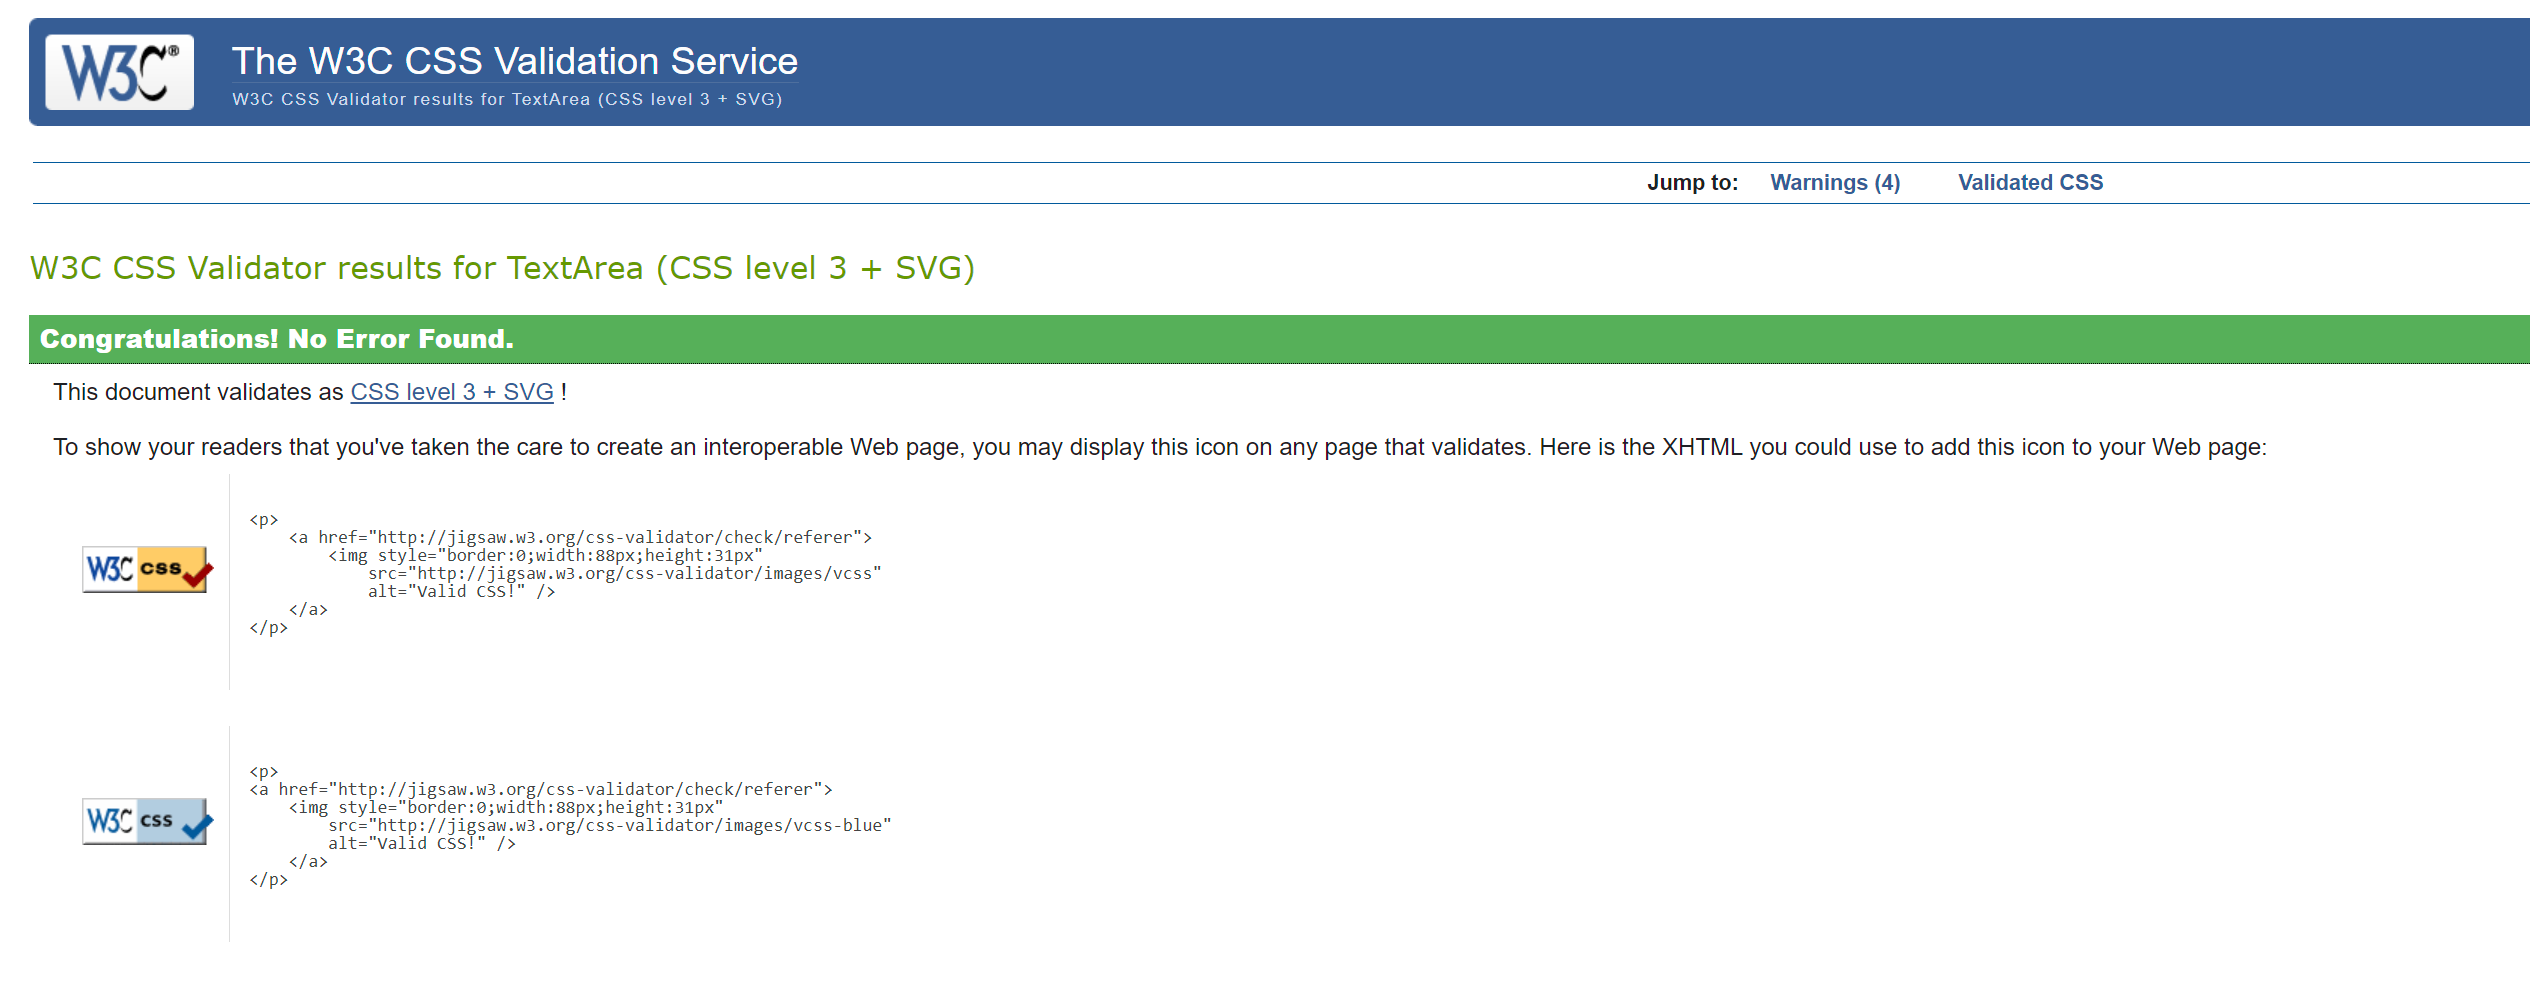 W3C®
The W3C CSS Validation Service
W3C CSS Validator results for TextArea (CSS level 3 + SVG)
Jump to: Warnings (4) Validated CSS
W3C CSS Validator results for TextArea (CSS level 3 + SVG)
Congratulations! No Error Found.
This document validates as CSS level 3 + SVG !
To show your readers that you've taken the care to create an interoperable Web page, you may display this icon on any page that validates. Here is the XHTML you could use to add this icon to your Web page:
W3C css
<p>
    <a href="http://jigsaw.w3.org/css-validator/check/referer">
        <img style="border:0;width:88px;height:31px"
            src="http://jigsaw.w3.org/css-validator/images/vcss"
            alt="Valid CSS!" />
    </a>
</p>
W3C css
<p>
<a href="http://jigsaw.w3.org/css-validator/check/referer">
    <img style="border:0;width:88px;height:31px"
        src="http://jigsaw.w3.org/css-validator/images/vcss-blue"
        alt="Valid CSS!" />
    </a>
</p>